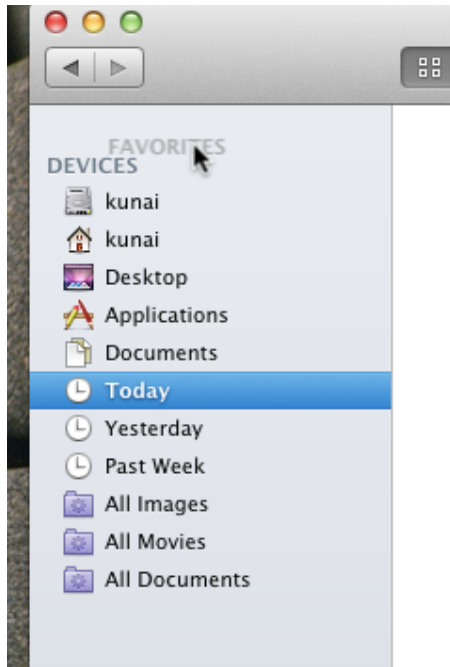 FAVORITES
DEVICES
kunai
kunai
Desktop
Applications
Documents
Today
Yesterday
Past Week
All Images
All Movies
All Documents